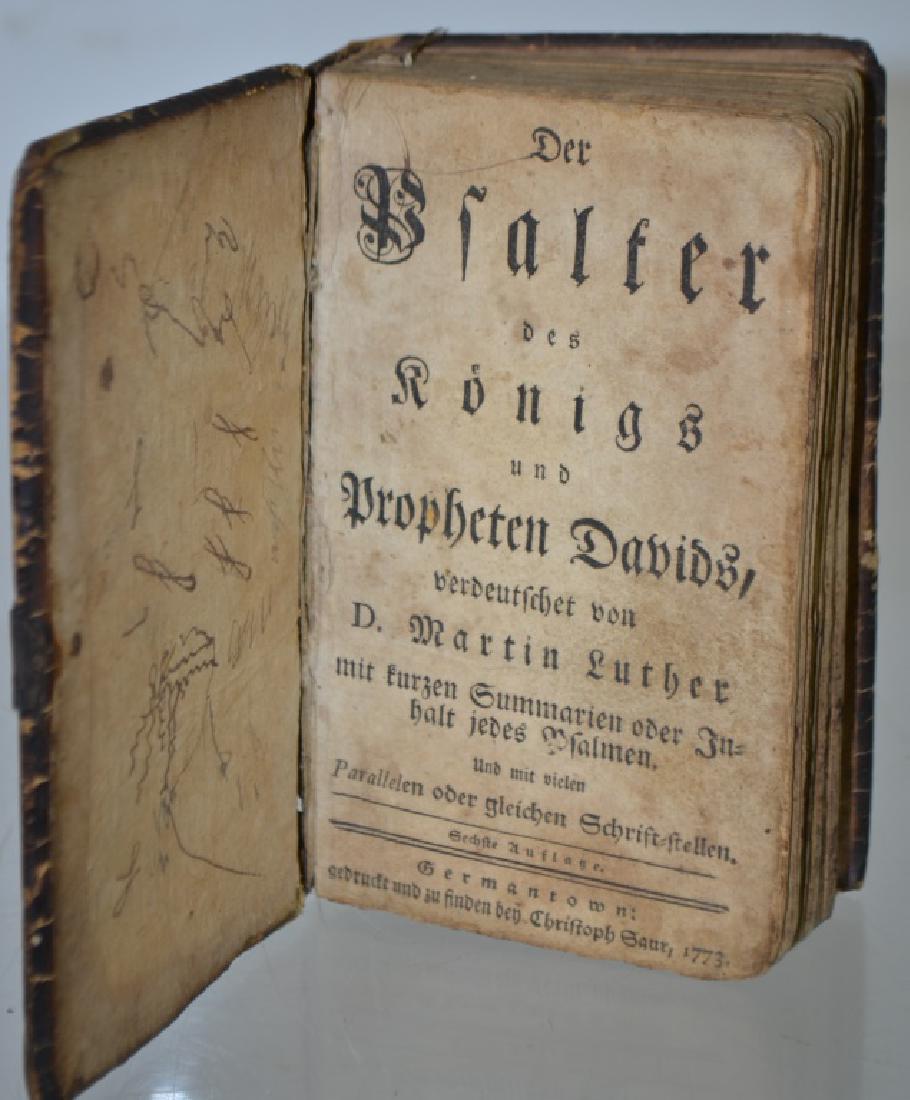 Der
Psalter
des
Königs
und
Propheten Davids,
verdeutschet von
D. Martin Luther
mit kurzen Summarien oder In-
halt jedes Psalmen.
Und mit vielen
Parallelen oder gleichen Schrift-stellen.
Sechste Auflage.
Germantown:
gedruckt und zu finden bey Christoph Saur, 1773.